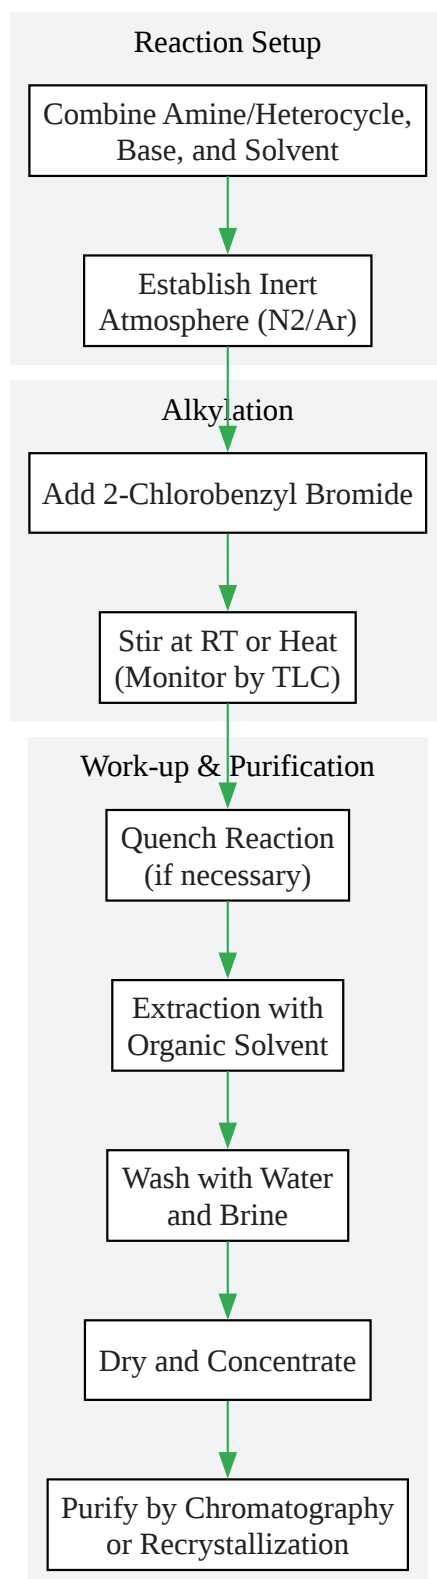 Reaction Setup
Combine Amine/Heterocycle,
Base, and Solvent
Establish Inert
Atmosphere (N2/Ar)
Alkylation
Add 2-Chlorobenzyl Bromide
Stir at RT or Heat
(Monitor by TLC)
Work-up & Purification
Quench Reaction
(if necessary)
Extraction with
Organic Solvent
Wash with Water
and Brine
Dry and Concentrate
Purify by Chromatography
or Recrystallization